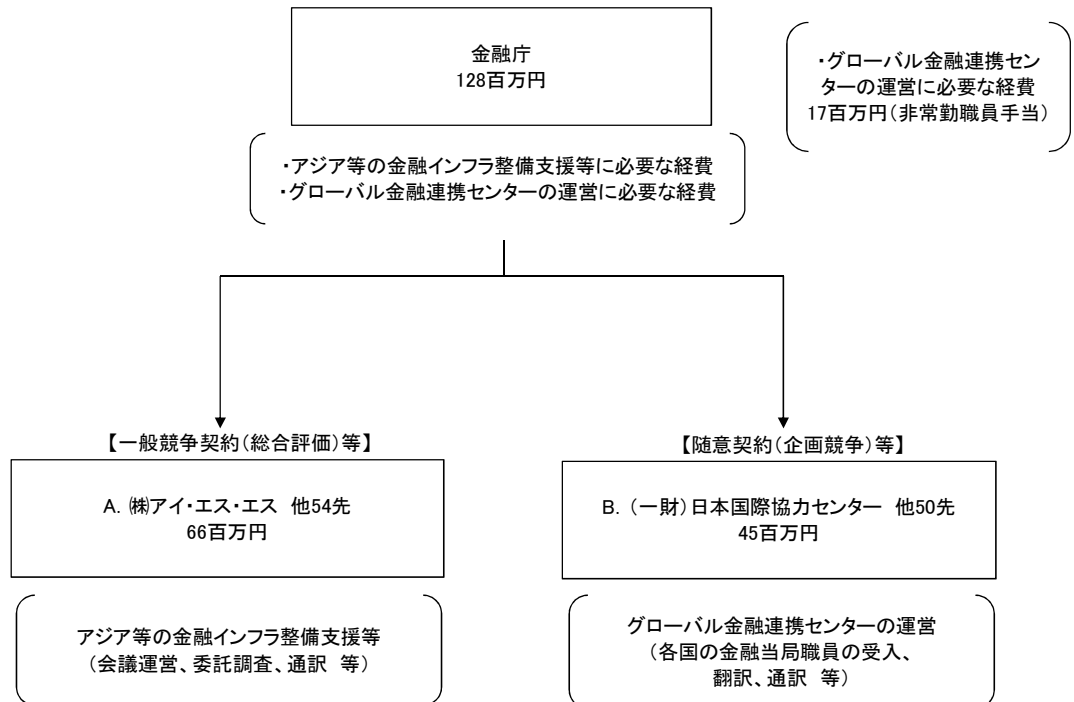 金融庁
128百万円
・グローバル金融連携セン
ターの運営に必要な経費
17百万円(非常勤職員手当)
・アジア等の金融インフラ整備支援等に必要な経費
・グローバル金融連携センターの運営に必要な経費
【一般競争契約(総合評価)等】
A. ㈱アイ・エス・エス 他54先
66百万円
アジア等の金融インフラ整備支援等
(会議運営、委託調査、通訳 等)
【随意契約(企画競争)等】
B. (一財)日本国際協力センター 他50先
45百万円
グローバル金融連携センターの運営
(各国の金融当局職員の受入、
翻訳、通訳 等)